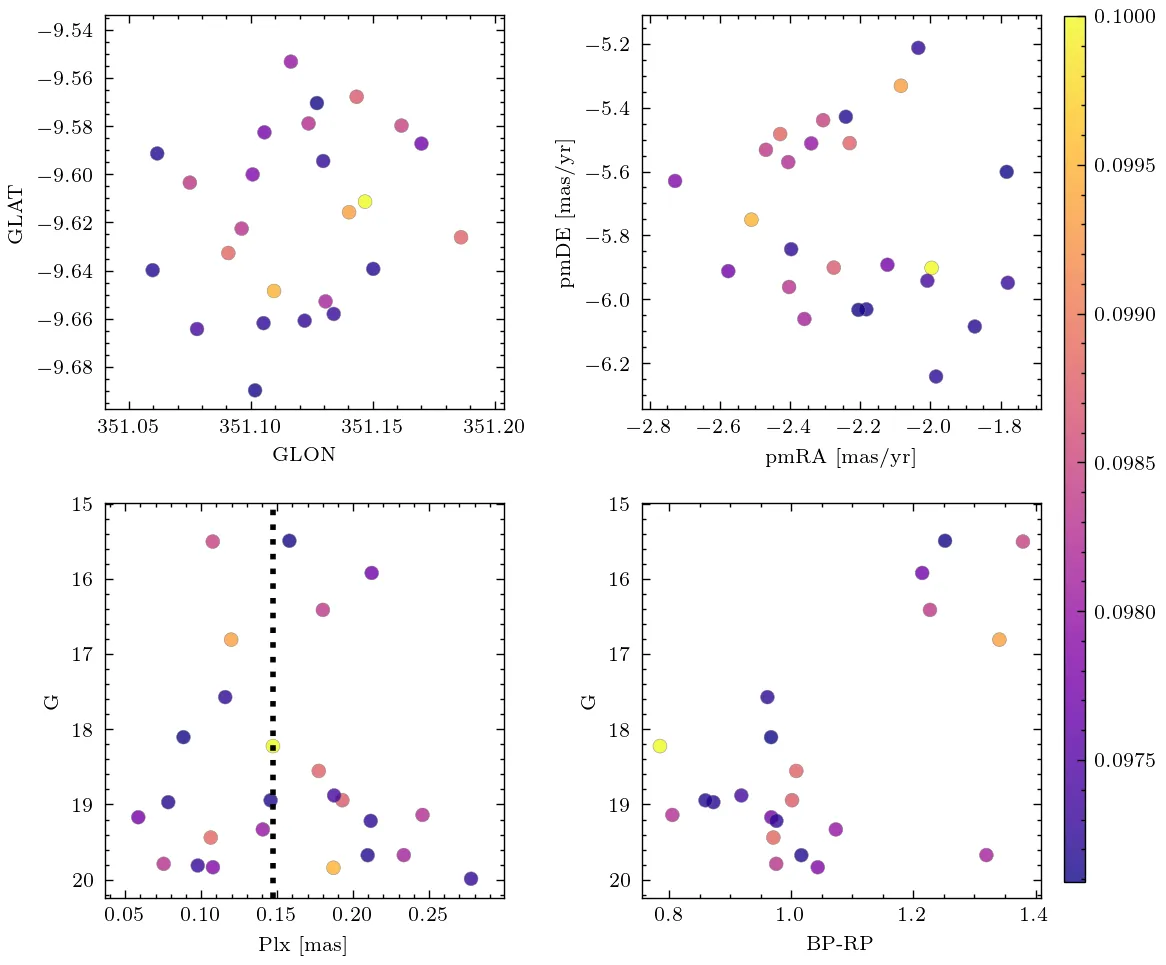 −9.54
−9.56
−9.58
−9.60
−9.62
−9.64
−9.66
−9.68
GLAT
351.05 351.10 351.15 351.20
GLON
−5.2
−5.4
−5.6
−5.8
−6.0
−6.2
pmDE [mas/yr]
−2.8 −2.6 −2.4 −2.2 −2.0 −1.8
pmRA [mas/yr]
15
16
17
18
19
20
G
0.05 0.10 0.15 0.20 0.25
Plx [mas]
15
16
17
18
19
20
G
0.8 1.0 1.2 1.4
BP-RP
0.1000
0.0995
0.0990
0.0985
0.0980
0.0975